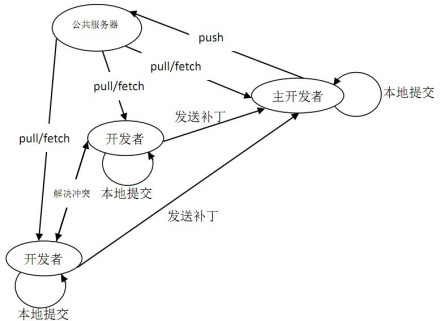 公共服务器
push
pull/fetch
pull/fetch
主开发者
本地提交
发送补丁
开发者
pull/fetch
解决冲突
本地提交
发送补丁
开发者
本地提交